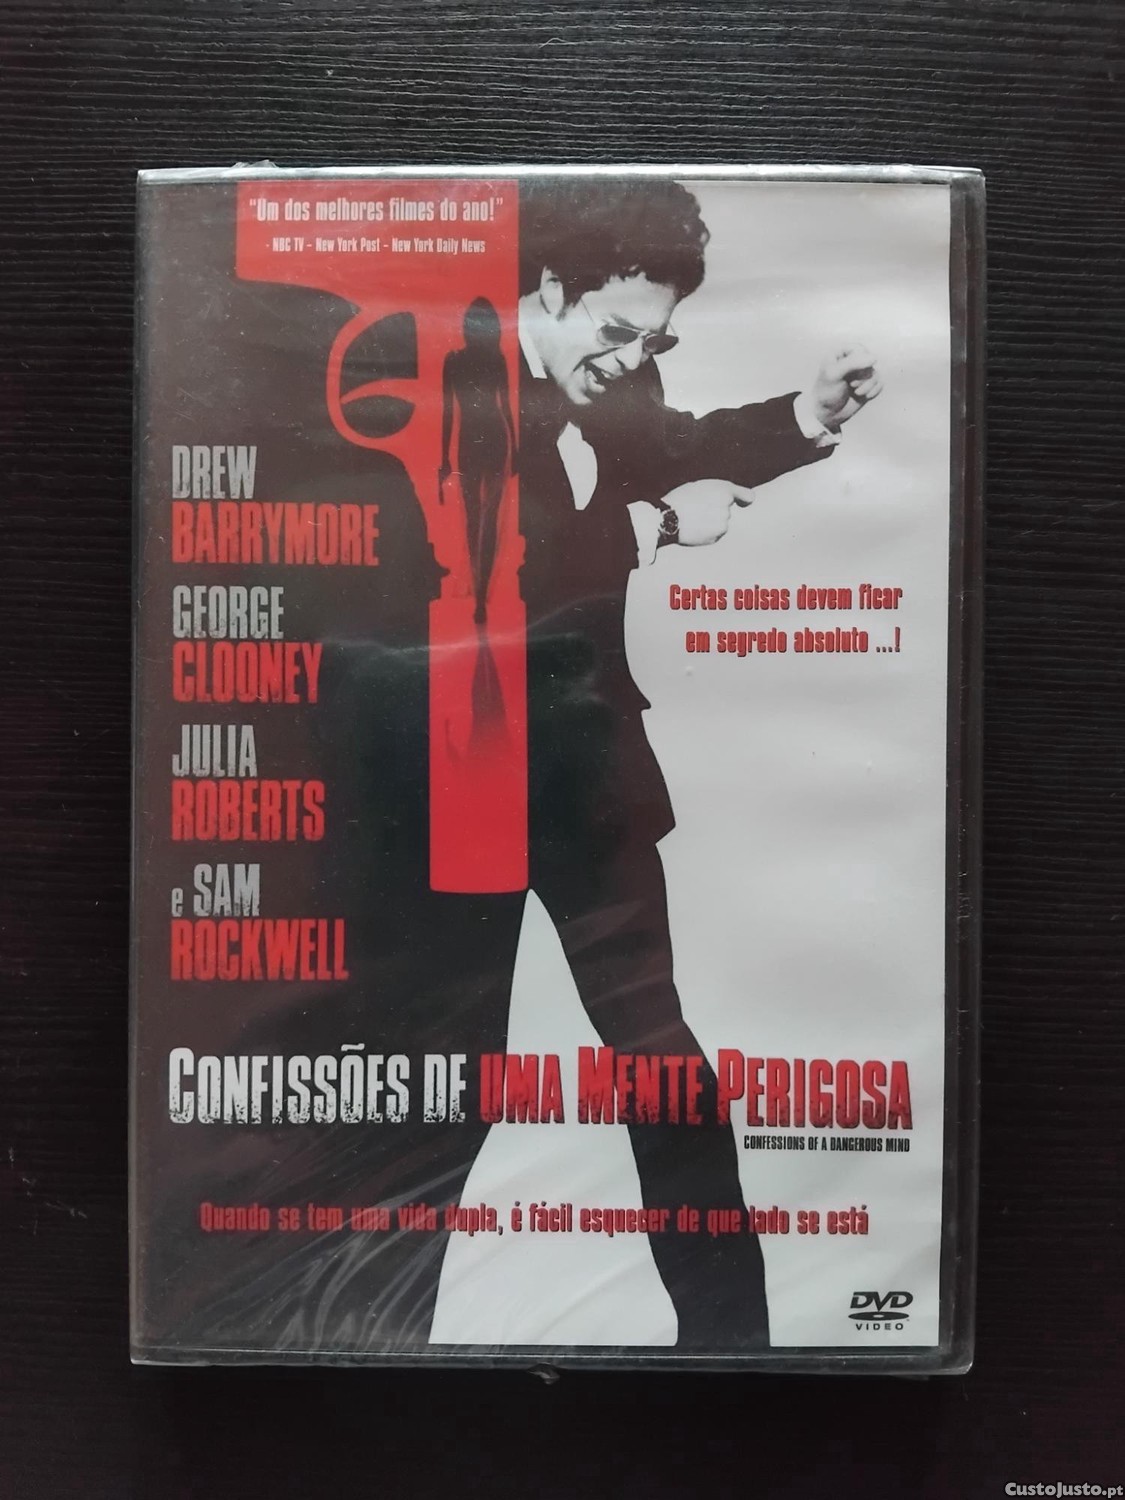 "Um dos melhores filmes do ano!"
- NBC TV - New York Post - New York Daily News
DREW
BARRYMORE
GEORGE
CLOONEY
JULIA
ROBERTS
e SAM
ROCKWELL
Certas coisas devem ficar
em segredo absoluto ...!
CONFISSÕES DE UMA MENTE PERIGOSA
CONFESSIONS OF A DANGEROUS MIND
Quando se tem uma vida dupla, é fácil esquecer de que lado se está
DVD
VIDEO
CustoJusto.pt